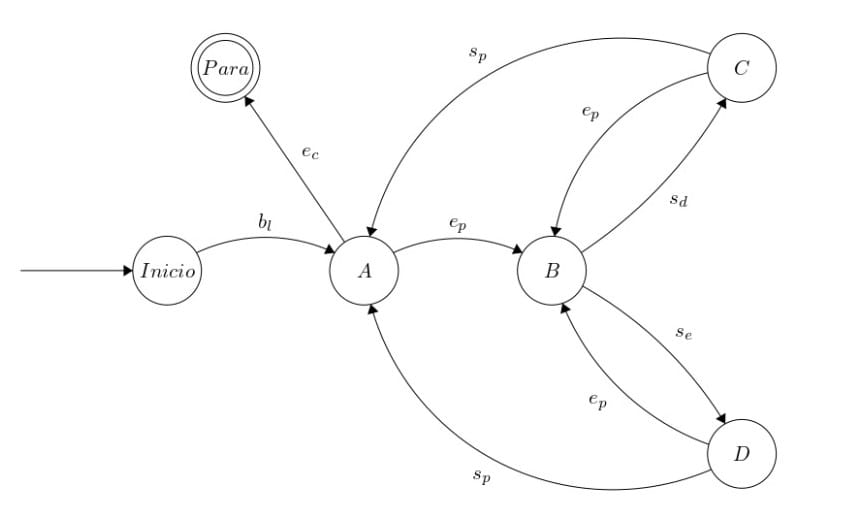 s_p
Para
C
e_p
e_c
s_d
b_l
e_p
Inicio
A
B
s_e
e_p
D
s_p